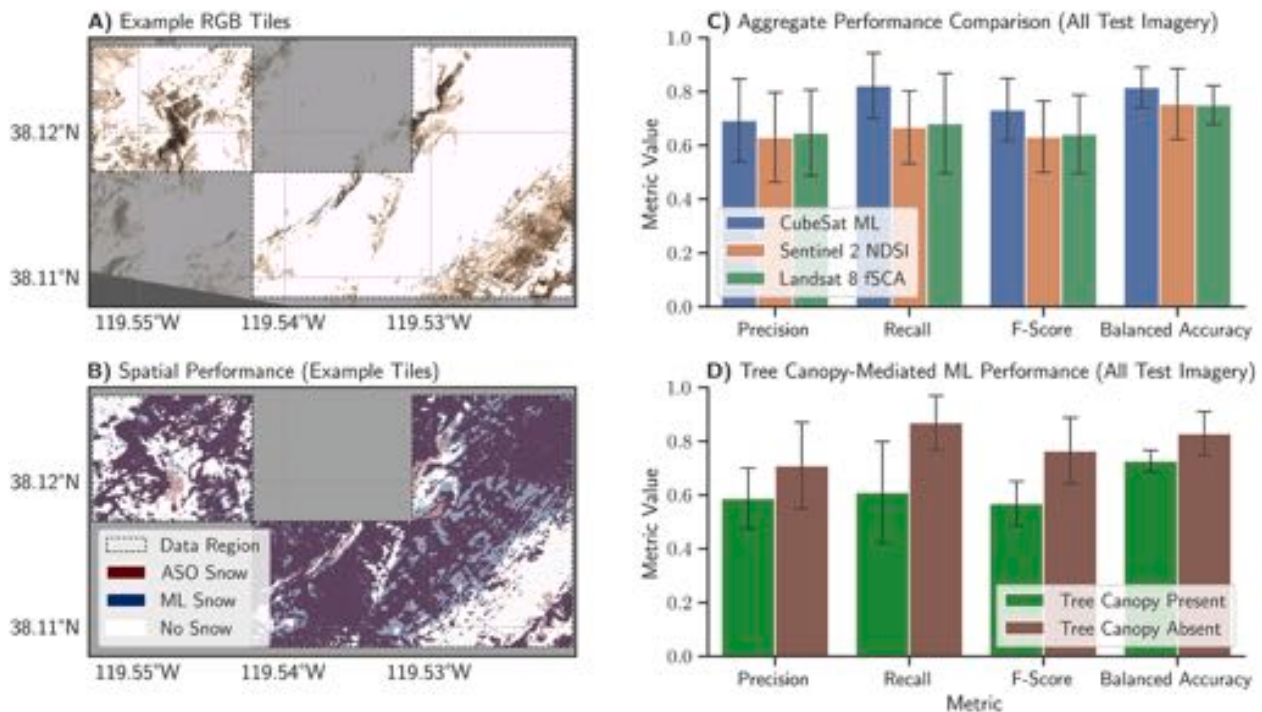 A) Example RGB Tiles
38.12°N
38.11°N
119.55°W 119.54°W 119.53°W
B) Spatial Performance (Example Tiles)
38.12°N
38.11°N
Data Region
ASO Snow
ML Snow
No Snow
119.55°W 119.54°W 119.53°W
C) Aggregate Performance Comparison (All Test Imagery)
Metric Value
1.0
0.8
0.6
0.4
0.2
0.0
CubeSat ML
Sentinel 2 NDSI
Landsat 8 fSCA
Precision Recall F-Score Balanced Accuracy
D) Tree Canopy-Mediated ML Performance (All Test Imagery)
Metric Value
1.0
0.8
0.6
0.4
0.2
0.0
Tree Canopy Present
Tree Canopy Absent
Precision Recall F-Score Balanced Accuracy
Metric